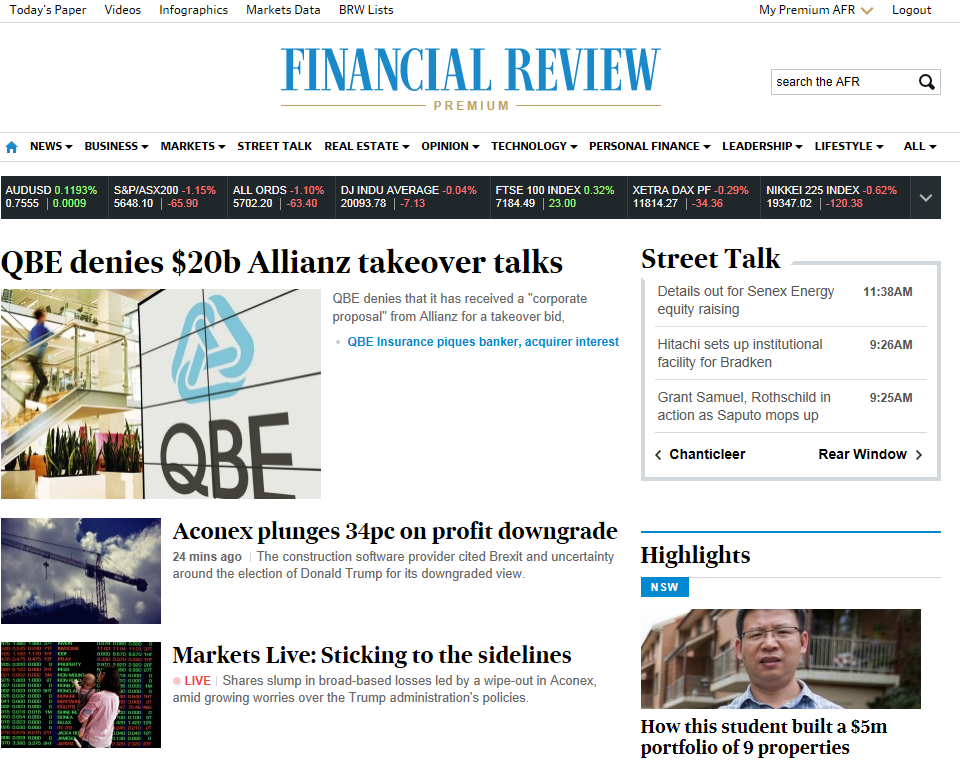 Today's Paper Videos Infographics Markets Data BRW Lists My Premium AFR Logout
FINANCIAL REVIEW
PREMIUM
search the AFR
NEWS BUSINESS MARKETS STREET TALK REAL ESTATE OPINION TECHNOLOGY PERSONAL FINANCE LEADERSHIP LIFESTYLE ALL
AUDUSD 0.1193% S&P/ASX200 -1.15% ALL ORDS -1.10% DJ INDU AVERAGE -0.04% FTSE 100 INDEX 0.32% XETRA DAX PF -0.29% NIKKEI 225 INDEX -0.62%
0.7555 0.0009 5648.10 -65.90 5702.20 -63.40 20093.78 -7.13 7184.49 23.00 11814.27 -34.36 19347.02 -120.38
QBE denies $20b Allianz takeover talks
QBE
QBE denies that it has received a "corporate
proposal" from Allianz for a takeover bid,
QBE Insurance piques banker, acquirer interest
Aconex plunges 34pc on profit downgrade
24 mins ago The construction software provider cited Brexit and uncertainty
around the election of Donald Trump for its downgraded view.
Markets Live: Sticking to the sidelines
LIVE Shares slump in broad-based losses led by a wipe-out in Aconex,
amid growing worries over the Trump administration's policies.
Street Talk
Details out for Senex Energy 11:38AM
equity raising
Hitachi sets up institutional 9:26AM
facility for Bradken
Grant Samuel, Rothschild in 9:25AM
action as Saputo mops up
Chanticleer Rear Window
Highlights
NSW
How this student built a $5m
portfolio of 9 properties